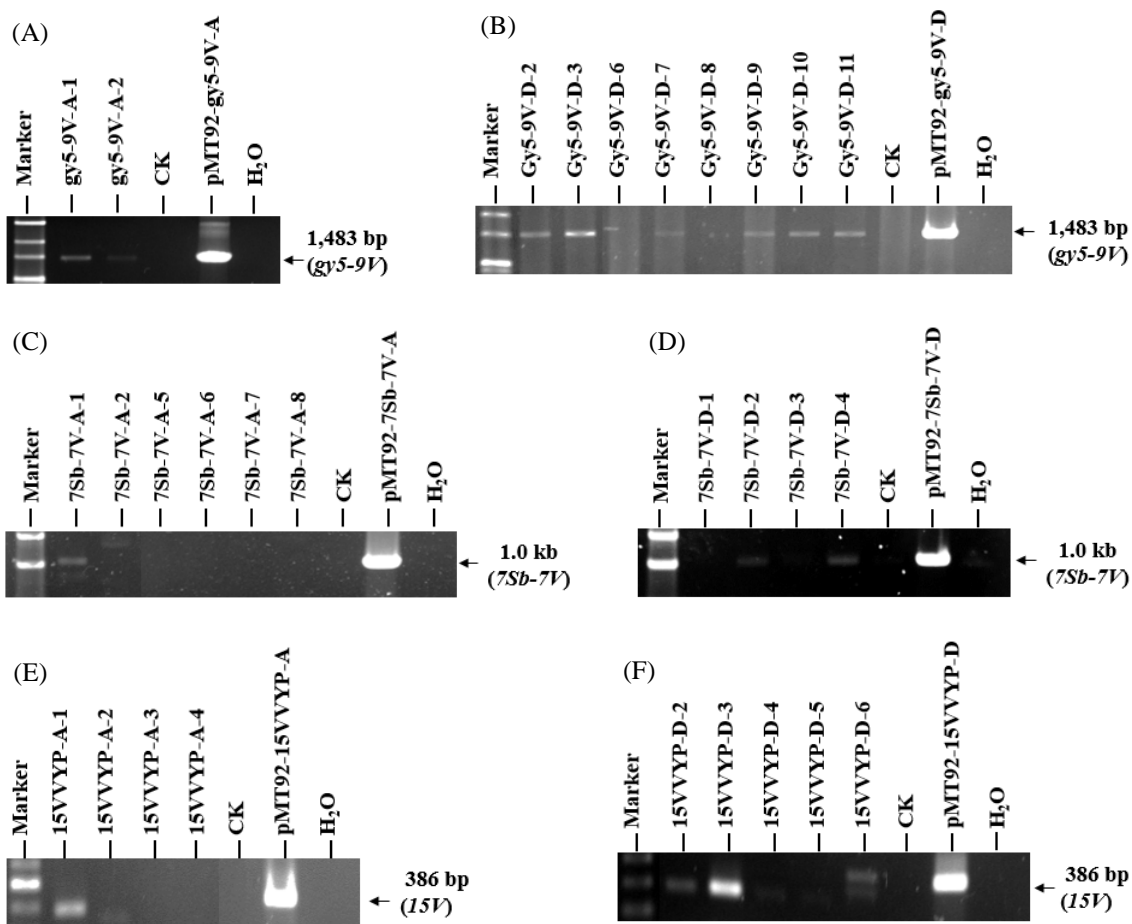 (A)
Marker
gy5-9V-A-1
gy5-9V-A-2
CK
pMT92-gy5-9V-A
H₂O
1,483 bp
(gy5-9V)
(B)
Marker
Gy5-9V-D-2
Gy5-9V-D-3
Gy5-9V-D-6
Gy5-9V-D-7
Gy5-9V-D-8
Gy5-9V-D-9
Gy5-9V-D-10
Gy5-9V-D-11
CK
pMT92-gy5-9V-D
H₂O
1,483 bp
(gy5-9V)
(C)
Marker
7Sb-7V-A-1
7Sb-7V-A-2
7Sb-7V-A-5
7Sb-7V-A-6
7Sb-7V-A-7
7Sb-7V-A-8
CK
pMT92-7Sb-7V-A
H₂O
1.0 kb
(7Sb-7V)
(D)
Marker
7Sb-7V-D-1
7Sb-7V-D-2
7Sb-7V-D-3
7Sb-7V-D-4
CK
pMT92-7Sb-7V-D
H₂O
1.0 kb
(7Sb-7V)
(E)
Marker
15VVYP-A-1
15VVYP-A-2
15VVYP-A-3
15VVYP-A-4
CK
pMT92-15VVYP-A
H₂O
386 bp
(15V)
(F)
Marker
15VVYP-D-2
15VVYP-D-3
15VVYP-D-4
15VVYP-D-5
15VVYP-D-6
CK
pMT92-15VVYP-D
H₂O
386 bp
(15V)